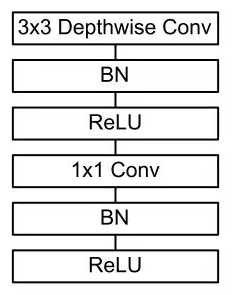 3x3 Depthwise Conv
BN
ReLU
1x1 Conv
BN
ReLU